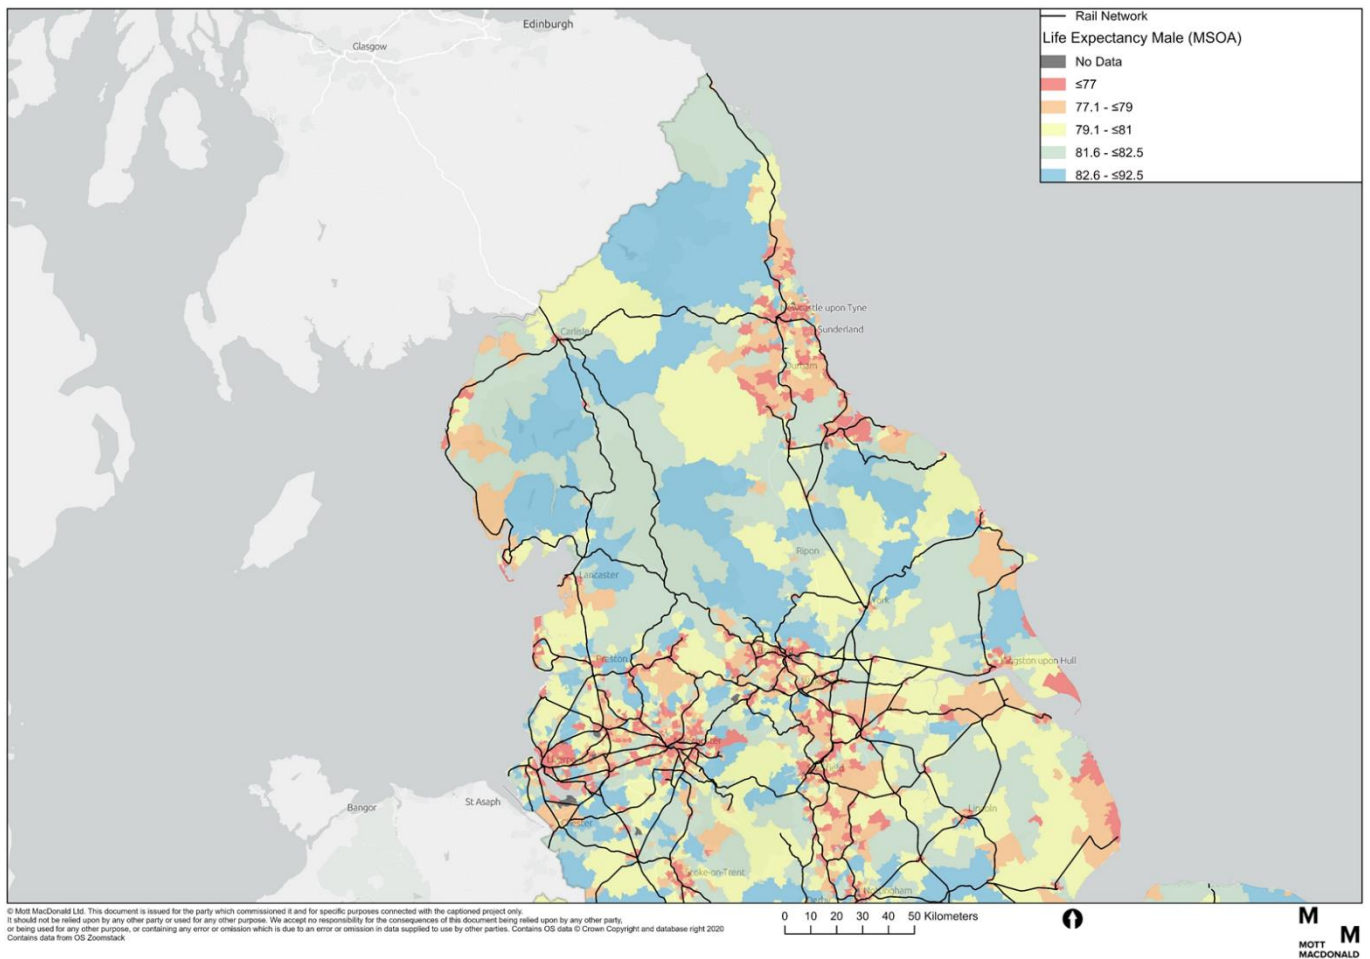 Edinburgh
Glasgow
Rail Network
Life Expectancy Male (MSOA)
No Data
≤77
77.1 - ≤79
79.1 - ≤81
81.6 - ≤82.5
82.6 - ≤92.5
Newcastle upon Tyne
Sunderland
Carlisle
Durham
Ripon
Lancaster
York
Preston
Kingston upon Hull
Bangor
St Asaph
Chester
Lincoln
Stoke-on-Trent
Nottingham
Derby
© Mott MacDonald Ltd. This document is issued for the party which commissioned it and for specific purposes connected with the captioned project only.
It should not be relied upon by any other party or used for any other purpose. We accept no responsibility for the consequences of this document being relied upon by any other party,
or being used for any other purpose, or containing any error or omission which is due to an error or omission in data supplied to use by other parties. Contains OS data © Crown Copyright and database right 2020
Contains data from OS Zoomstack
0 10 20 30 40 50 Kilometers
M
M
MOTT
MACDONALD